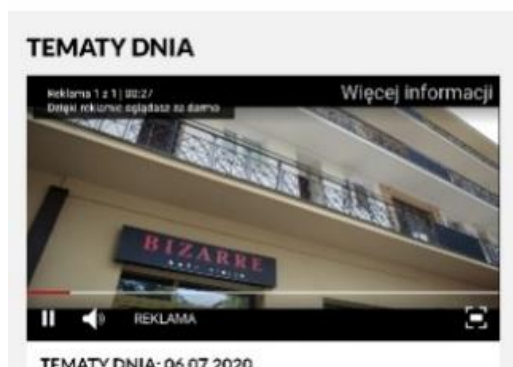 TEMATY DNIA
Reklama 1 z 1 | 00:27
Więcej informacji
Dzięki reklamie oglądasz za darmo
BIZARRE
REKLAMA
TEMATY DNIA: 06.07.2020